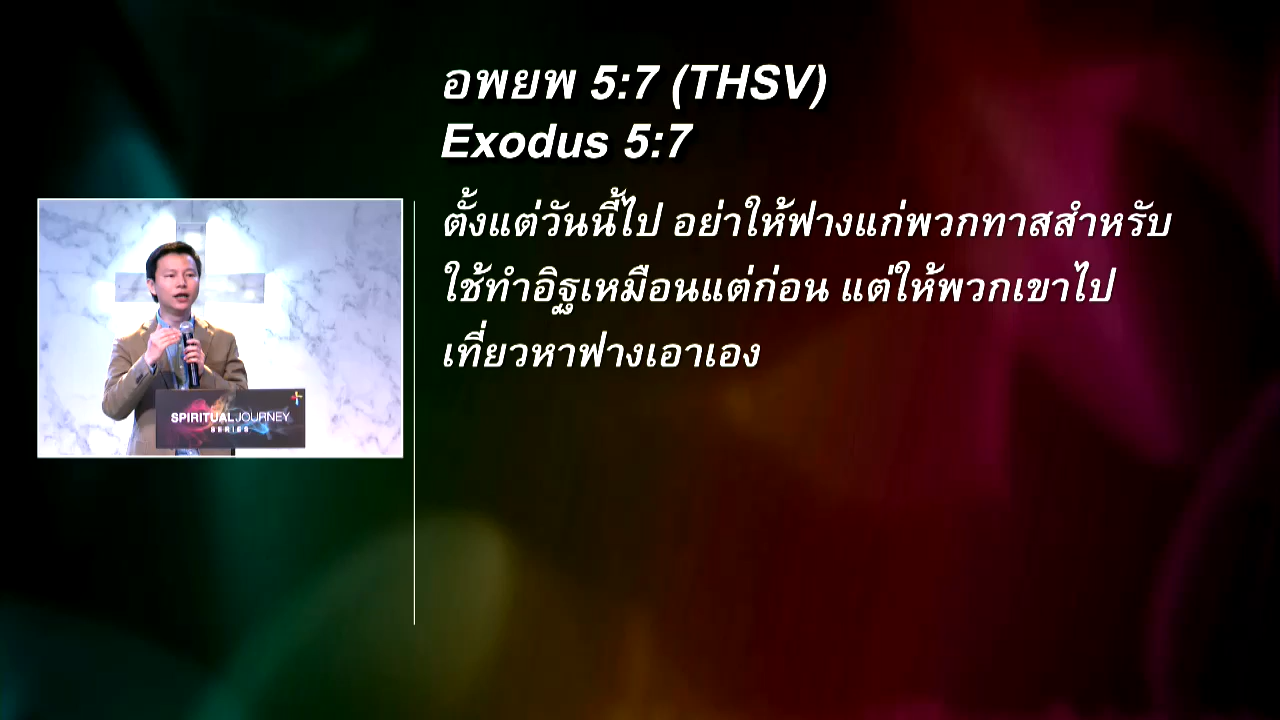 อพยพ 5:7 (THSV)
Exodus 5:7
ตั้งแต่วันนี้ไป อย่าให้ฟางแก่พวกทาสสำหรับ
ใช้ทำอิฐเหมือนแต่ก่อน แต่ให้พวกเขาไป
เที่ยวหาฟางเอาเอง
SPIRITUALJOURNEY
SERIES